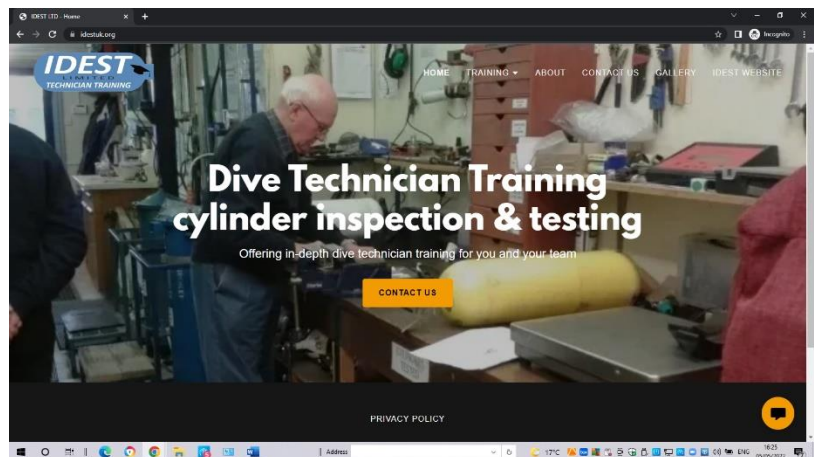 IDEST LTD - Home
idestuk.org
Incognito
IDEST
LIMITED
TECHNICIAN TRAINING
HOME TRAINING ABOUT CONTACT US GALLERY IDEST WEBSITE
Dive Technician Training
cylinder inspection & testing
Offering in-depth dive technician training for you and your team
CONTACT US
PRIVACY POLICY
Address
17°C
ENG
16:25